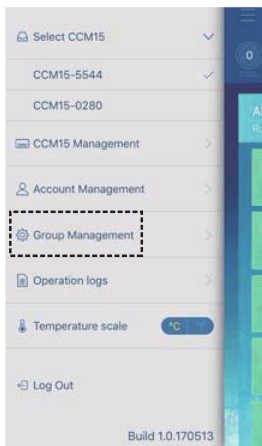 Select CCM15
CCM15-5544
CCM15-0280
CCM15 Management
Account Management
Group Management
Operation logs
Temperature scale
°C
F
Log Out
Build 1.0.170513
0